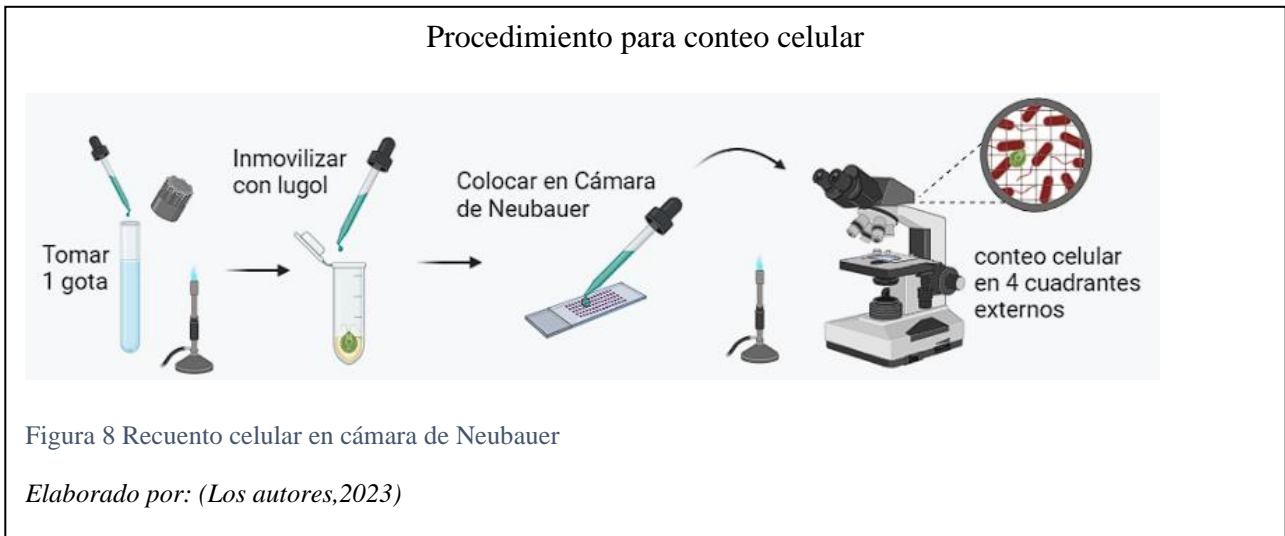 Procedimiento para conteo celular
Tomar
1 gota
Inmovilizar
con lugol
Colocar en Cámara
de Neubauer
conteo celular
en 4 cuadrantes
externos
Figura 8 Recuento celular en cámara de Neubauer
Elaborado por: (Los autores,2023)